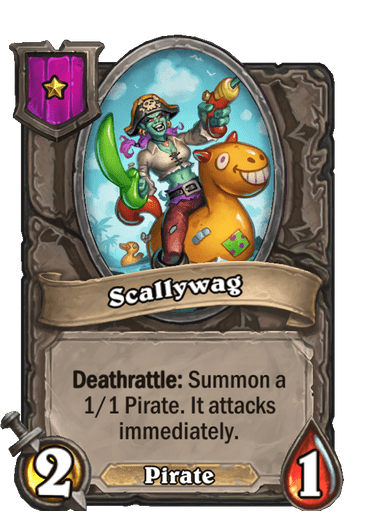 Scallywag
Deathrattle: Summon a
1/1 Pirate. It attacks
immediately.
2
Pirate
1